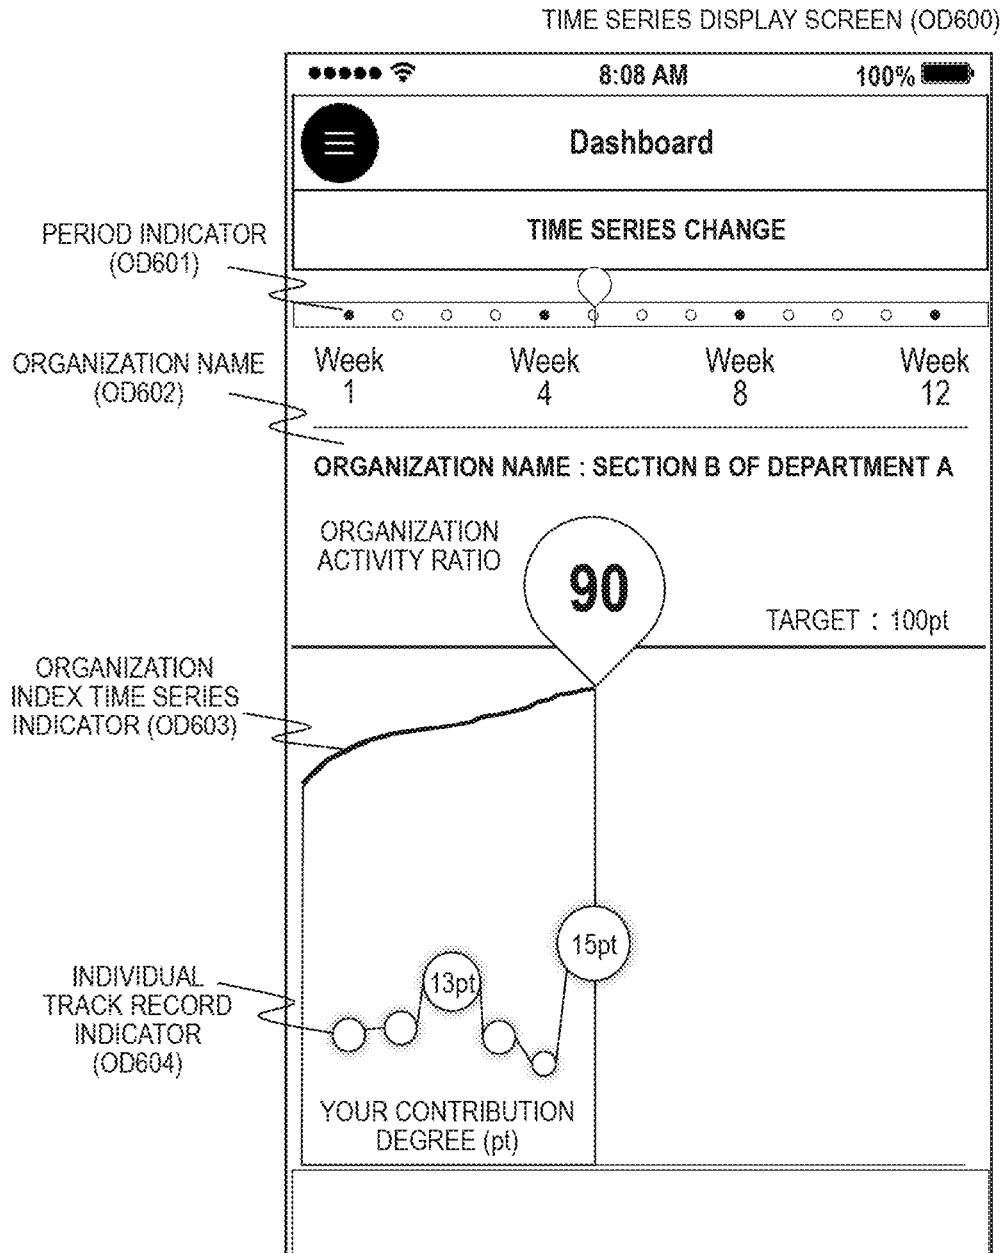 TIME SERIES DISPLAY SCREEN (OD600)
8:08 AM
100%
Dashboard
TIME SERIES CHANGE
PERIOD INDICATOR
(OD601)
Week
1
Week
4
Week
8
Week
12
ORGANIZATION NAME
(OD602)
ORGANIZATION NAME : SECTION B OF DEPARTMENT A
ORGANIZATION
ACTIVITY RATIO
90
TARGET : 100pt
ORGANIZATION
INDEX TIME SERIES
INDICATOR (OD603)
15pt
13pt
INDIVIDUAL
TRACK RECORD
INDICATOR
(OD604)
YOUR CONTRIBUTION
DEGREE (pt)